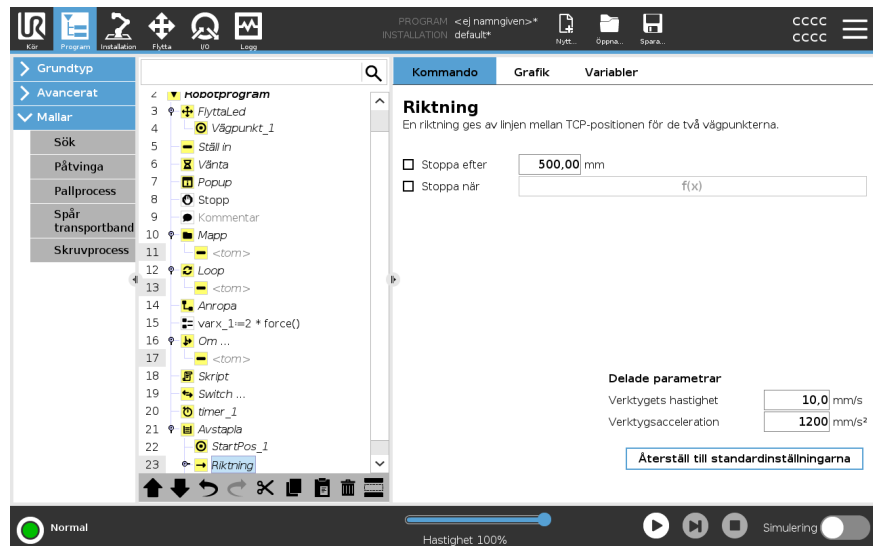 PROGRAM <ej namngiven>*
INSTALLATION default*
UR
Kör
Program
Installation
Flytta
I/O
Logg
Nytt...
Öppna...
Spara...
CCCC
CCCC
Grundtyp
Avancerat
Mallar
Sök
Påtvinga
Pallprocess
Spår
transportband
Skruvprocess
2 Robotprogram
3 FlyttaLed
4 Vägpunkt_1
5 Ställ in
6 Vänta
7 Popup
8 Stopp
9 Kommentar
10 Mapp
11 <tom>
12 Loop
13 <tom>
14 Anropa
15 varx_1:=2 * force()
16 Om ...
17 <tom>
18 Skript
19 Switch ...
20 timer_1
21 Avstapla
22 StartPos_1
23 Riktning
Kommando Grafik Variabler
Riktning
En riktning ges av linjen mellan TCP-positionen för de två vägpunkterna.
Stoppa efter 500,00 mm
Stoppa när f(x)
Delade parametrar
Verktygets hastighet 10,0 mm/s
Verktygsacceleration 1200 mm/s²
Återställ till standardinställningarna
Normal
Hastighet 100%
Simulering